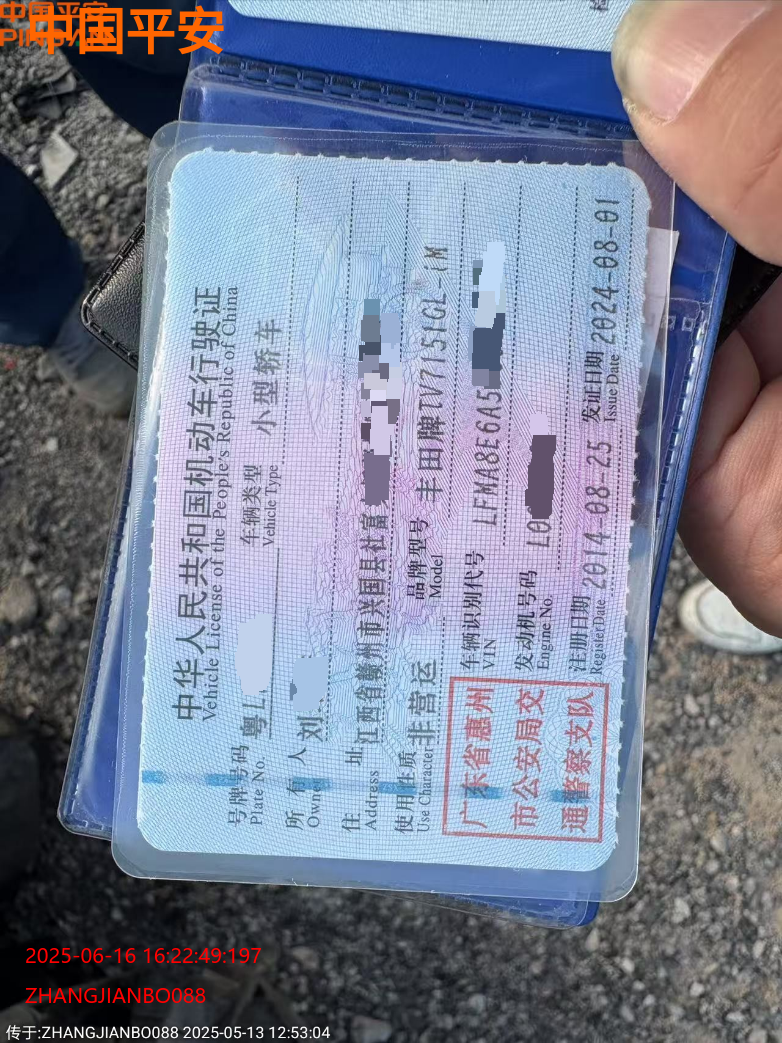 中国平安
PING AN
中国平安
中华人民共和国机动车行驶证
Vehicle License of the People's Republic of China
号牌号码 粤L 车辆类型 小型轿车
Plate No. Vehicle Type
所有人 刘
Owner
住址 江西省赣州市兴国县社富
Address
使用性质 非营运 品牌型号 丰田牌TV7151GL-iM
Use Character Model
车辆识别代号 LFMA8E6A5
VIN
发动机号码 L0
Engine No.
注册日期 2014-08-25 发证日期 2024-08-01
Register Date Issue Date
广东省惠州
市公安局交
通警察支队
2025-06-16 16:22:49:197
ZHANGJIANBO088
传于:ZHANGJIANBO088 2025-05-13 12:53:04